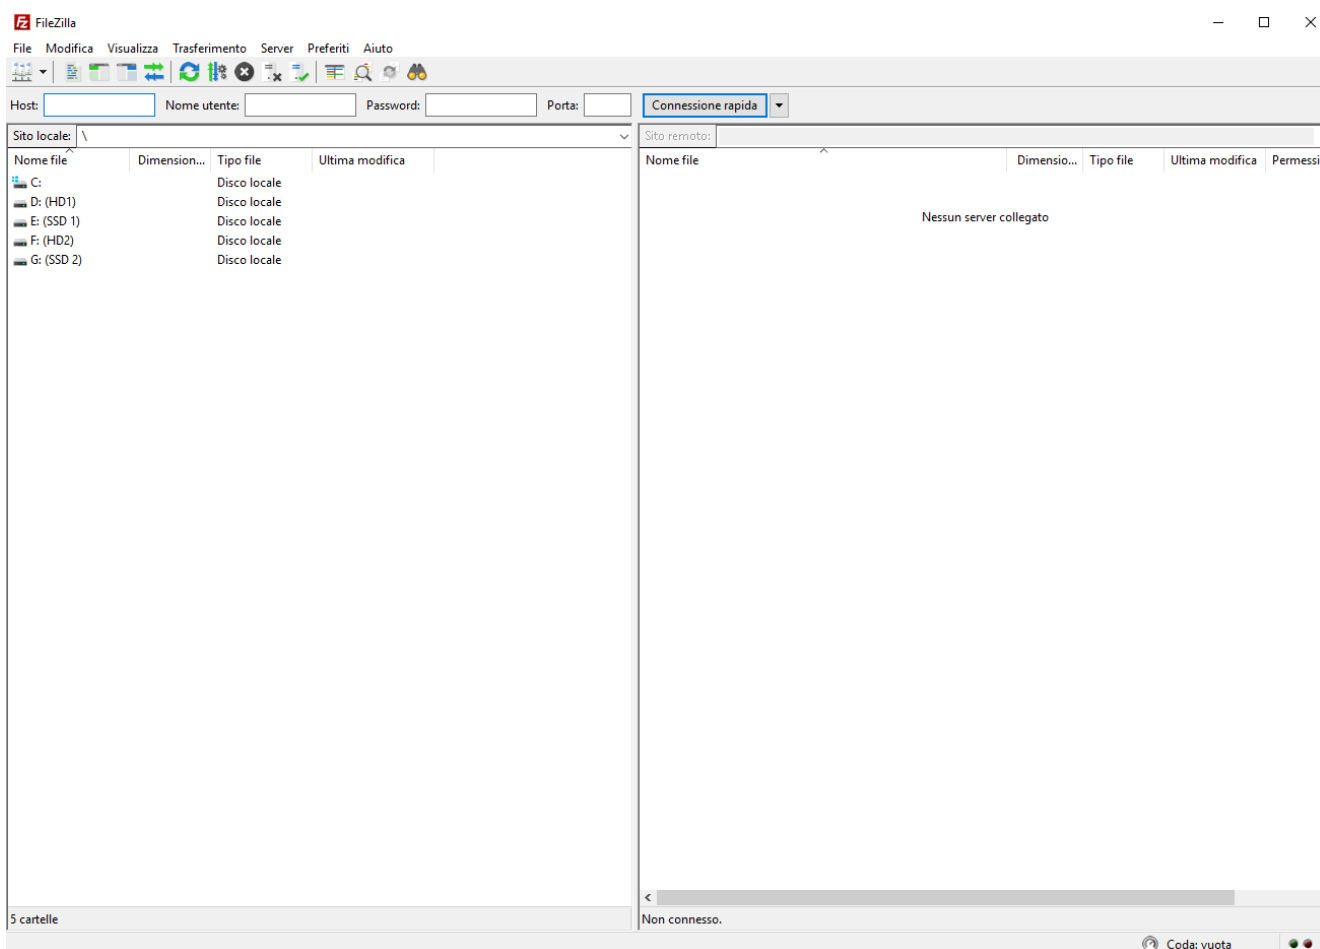 FileZilla
File Modifica Visualizza Trasferimento Server Preferiti Aiuto
Host: Nome utente: Password: Porta: Connessione rapida
Sito locale: \ Sito remoto:
Nome file Dimension... Tipo file Ultima modifica Nome file Dimensio... Tipo file Ultima modifica Permessi
C: Disco locale
D: (HD1) Disco locale
E: (SSD 1) Disco locale
Nessun server collegato
F: (HD2) Disco locale
G: (SSD 2) Disco locale
5 cartelle Non connesso.
Coda: vuota